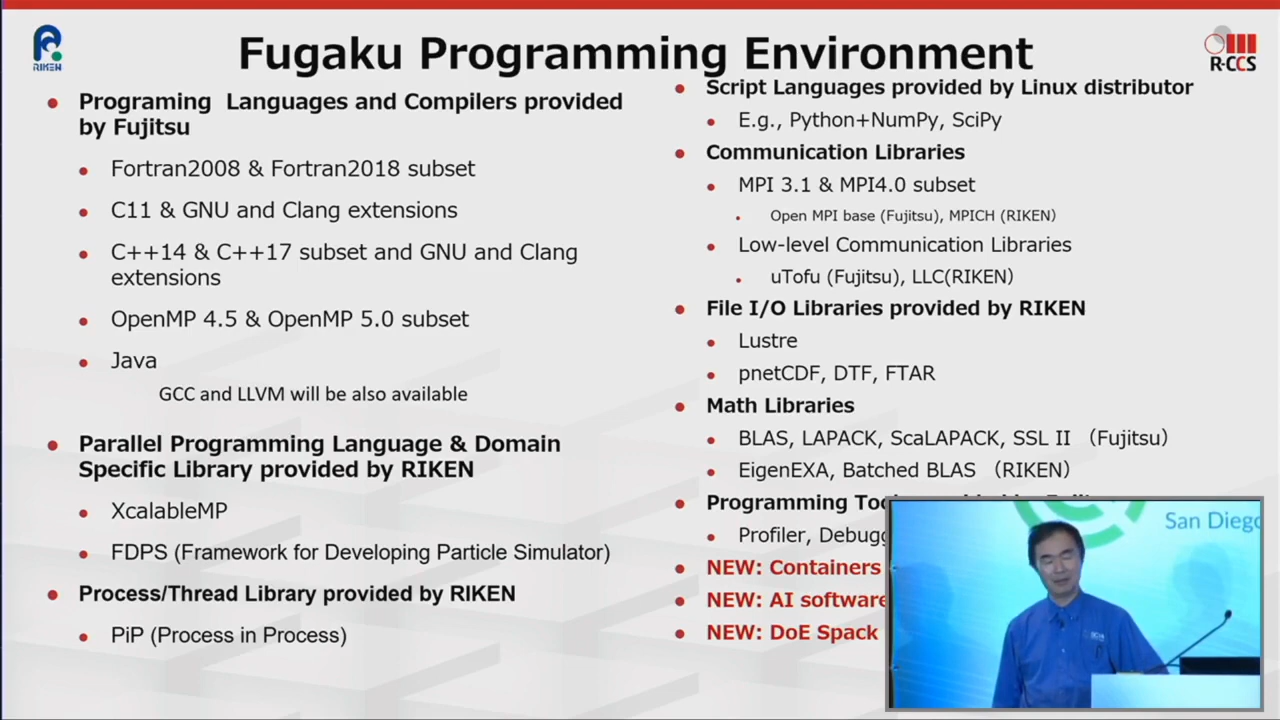 RIKEN
Fugaku Programming Environment
R-CCS
Programing Languages and Compilers provided
by Fujitsu
Fortran2008 & Fortran2018 subset
C11 & GNU and Clang extensions
C++14 & C++17 subset and GNU and Clang
extensions
OpenMP 4.5 & OpenMP 5.0 subset
Java
GCC and LLVM will be also available
Parallel Programming Language & Domain
Specific Library provided by RIKEN
XcalableMP
FDPS (Framework for Developing Particle Simulator)
Process/Thread Library provided by RIKEN
PiP (Process in Process)
Script Languages provided by Linux distributor
E.g., Python+NumPy, SciPy
Communication Libraries
MPI 3.1 & MPI4.0 subset
Open MPI base (Fujitsu), MPICH (RIKEN)
Low-level Communication Libraries
uTofu (Fujitsu), LLC(RIKEN)
File I/O Libraries provided by RIKEN
Lustre
pnetCDF, DTF, FTAR
Math Libraries
BLAS, LAPACK, ScaLAPACK, SSL II （Fujitsu）
EigenEXA, Batched BLAS （RIKEN）
Programming
Profiler,
NEW: Containers
NEW: AI software
NEW: DoE Spack
San Diego